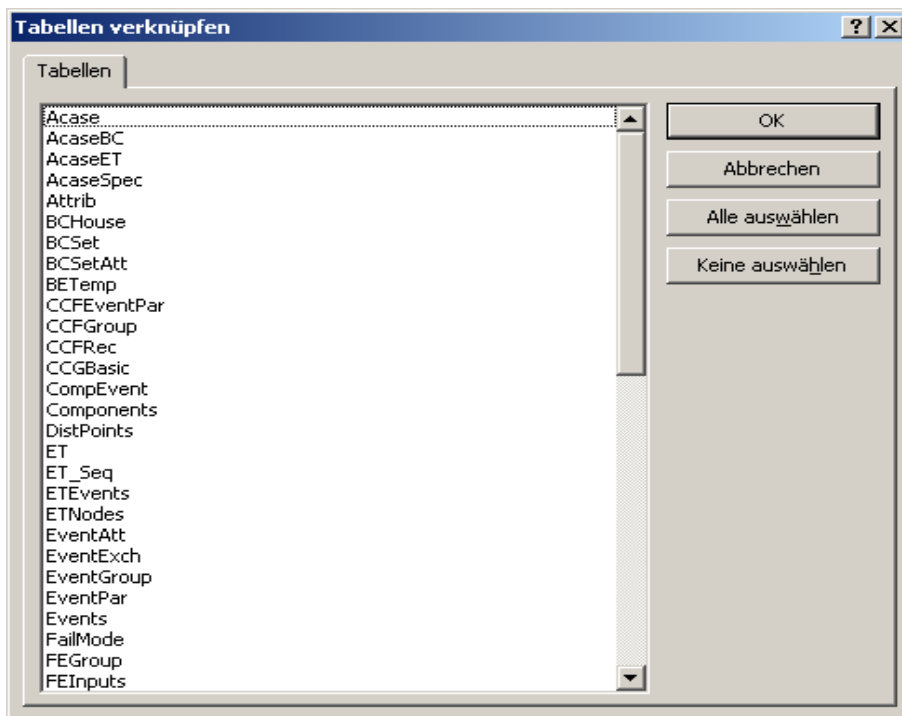 Tabellen verknüpfen
Tabellen
Acase
AcaseBC
AcaseET
AcaseSpec
Attrib
BCHouse
BCSet
BCSetAtt
BETemp
CCFEventPar
CCFGroup
CCFRec
CCGBasic
CompEvent
Components
DistPoints
ET
ET_Seq
ETEvents
ETNodes
EventAtt
EventExch
EventGroup
EventPar
Events
FailMode
FEGroup
FEInputs
OK
Abbrechen
Alle auswählen
Keine auswählen